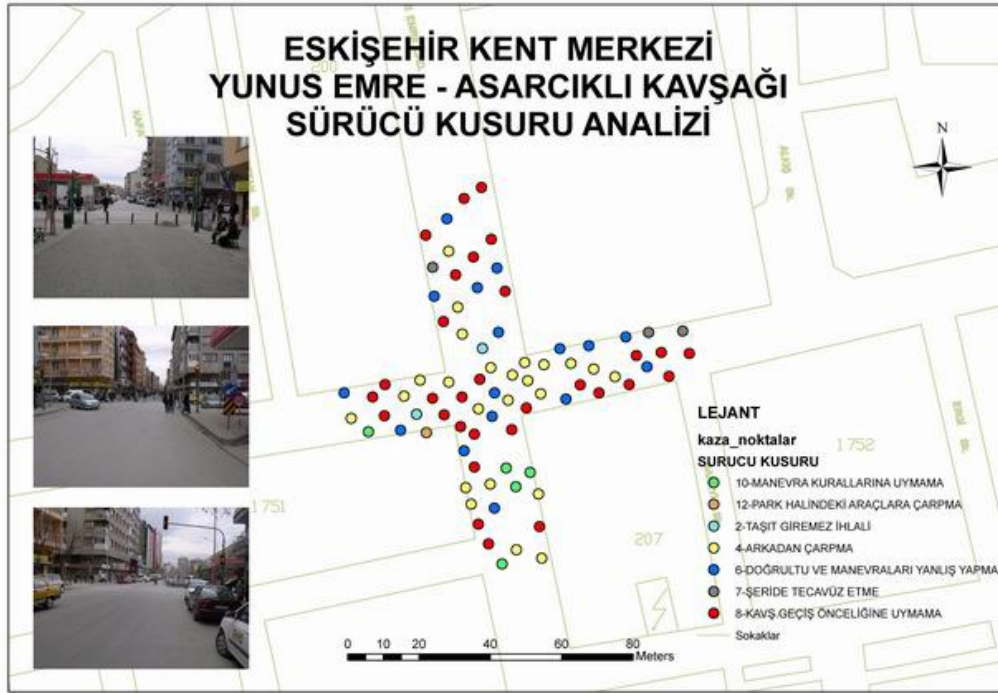 ESKİŞEHİR KENT MERKEZİ
YUNUS EMRE - ASARCIKLI KAVŞAĞI
SÜRÜCÜ KUSURU ANALİZİ
N
LEJANT
kaza_noktalar
SURUCU KUSURU
10-MANEVRA KURALLARINA UYMAMA
12-PARK HALİNDEKİ ARAÇLARA ÇARPMA
2-TAŞIT GİREMEZ İHLALİ
4-ARKADAN ÇARPMA
6-DOĞRULTU VE MANEVRALARI YANLIŞ YAPMA
7-ŞERİDE TECAVÜZ ETME
8-KAVŞ.GEÇİŞ ÖNCELİĞİNE UYMAMA
Sokaklar
1752
1751
207
0 10 20 40 60 80
Meters